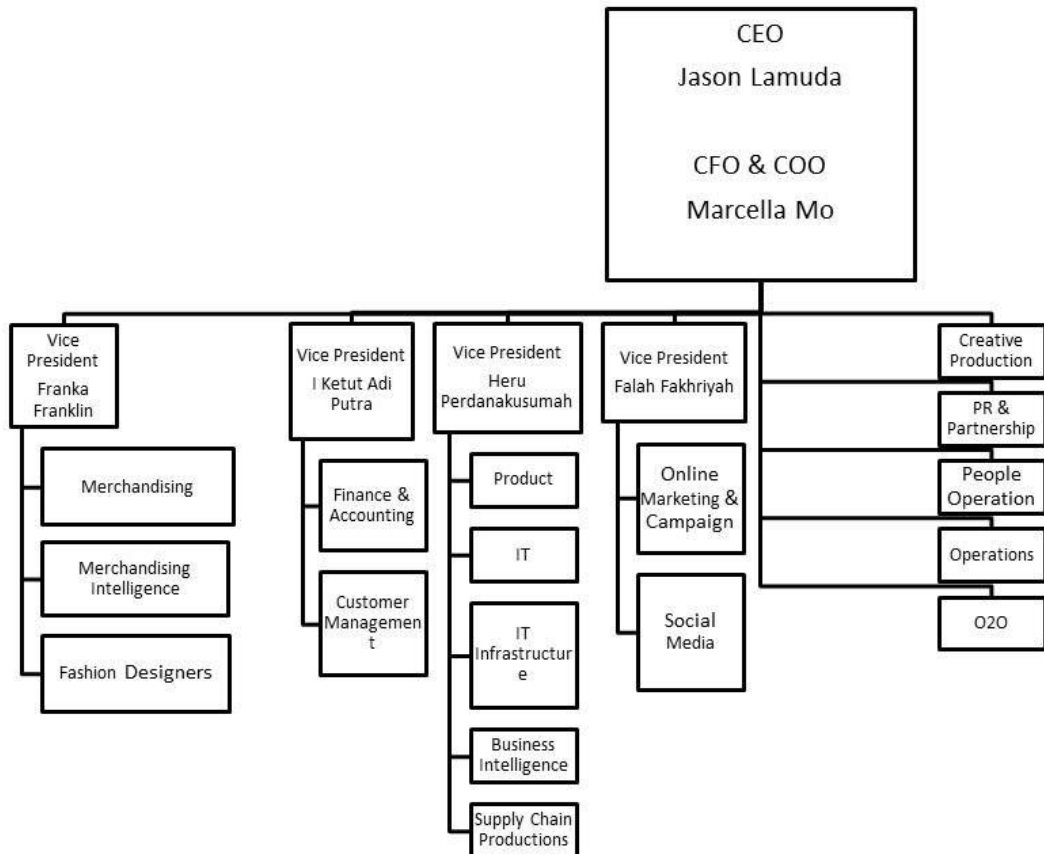 CEO
Jason Lamuda
CFO & COO
Marcella Mo
Vice
President
Franka
Franklin
Merchandising
Merchandising
Intelligence
Fashion Designers
Vice President
I Ketut Adi
Putra
Finance &
Accounting
Customer
Managemen
t
Vice President
Heru
Perdanakusumah
Product
IT
IT
Infrastructur
e
Business
Intelligence
Supply Chain
Productions
Vice President
Falah Fakhriyah
Online
Marketing &
Campaign
Social
Media
Creative
Production
PR &
Partnership
People
Operation
Operations
O2O